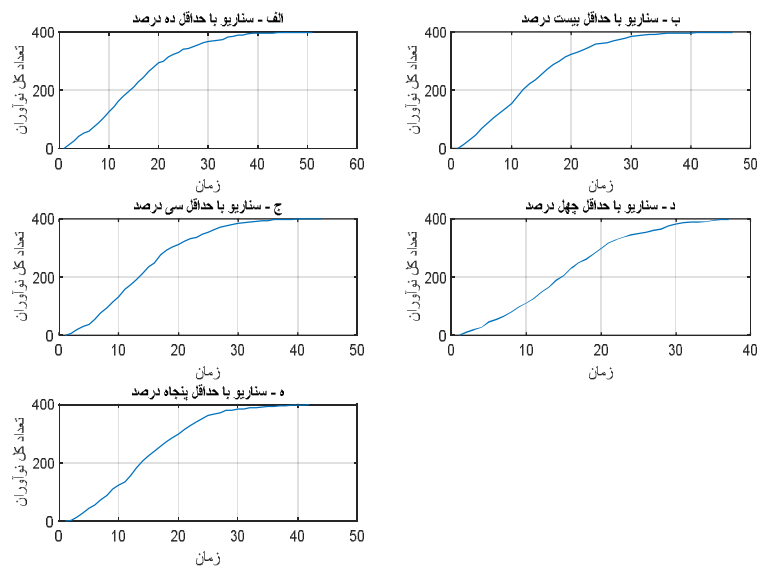 الف - سناریو با حداقل ده درصد
تعداد کل نوآوران
400
200
0
0 10 20 30 40 50 60
زمان
ب - سناریو با حداقل بیست درصد
تعداد کل نوآوران
400
200
0
0 10 20 30 40 50
زمان
ج - سناریو با حداقل سی درصد
تعداد کل نوآوران
400
200
0
0 10 20 30 40 50
زمان
د - سناریو با حداقل چهل درصد
تعداد کل نوآوران
400
200
0
0 10 20 30 40
زمان
ه - سناریو با حداقل پنجاه درصد
تعداد کل نوآوران
400
200
0
0 10 20 30 40 50
زمان